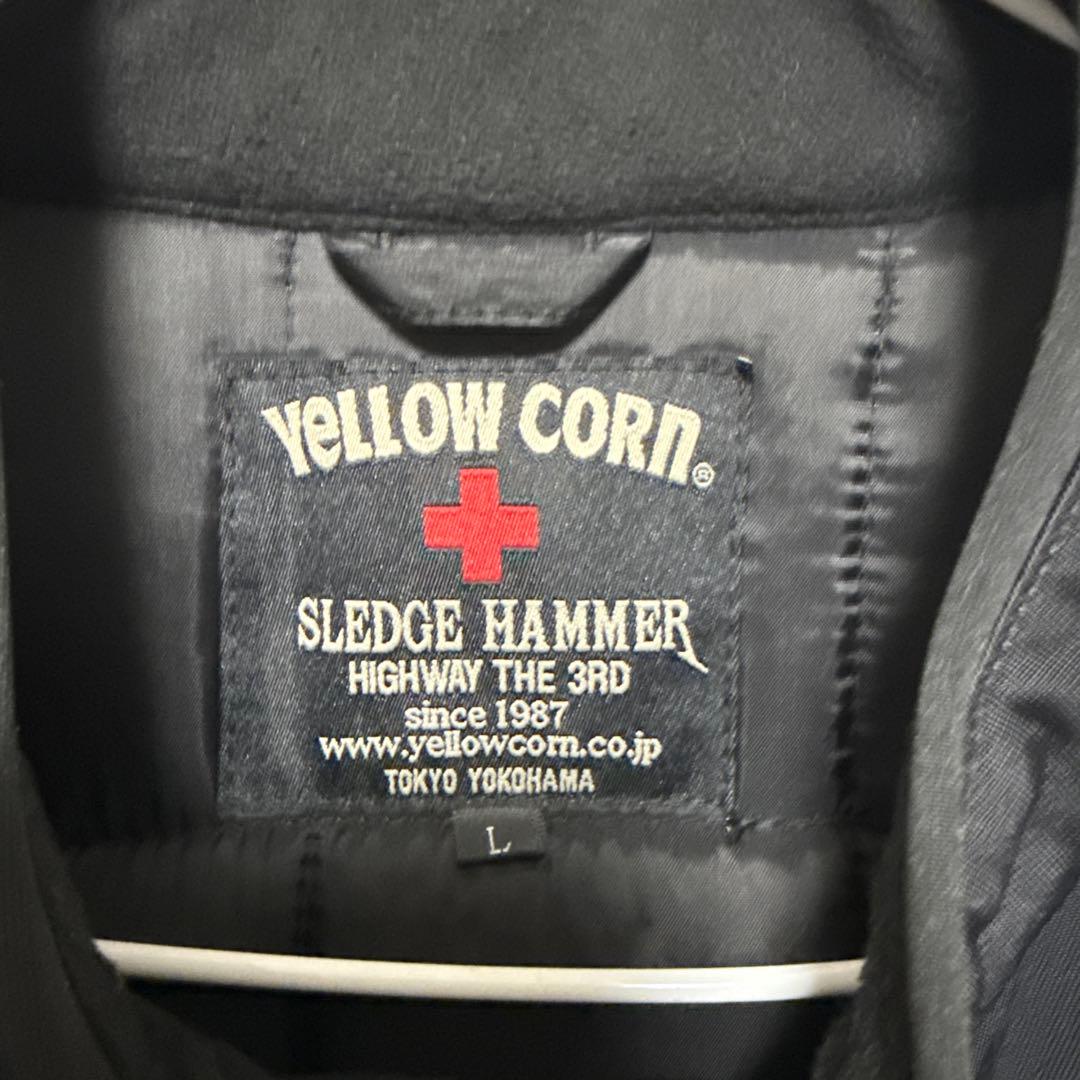 YeLLOW CORn®
SLEDGE HAMMER
HIGHWAY THE 3RD
since 1987
www.yellowcorn.co.jp
TOKYO YOKOHAMA
L